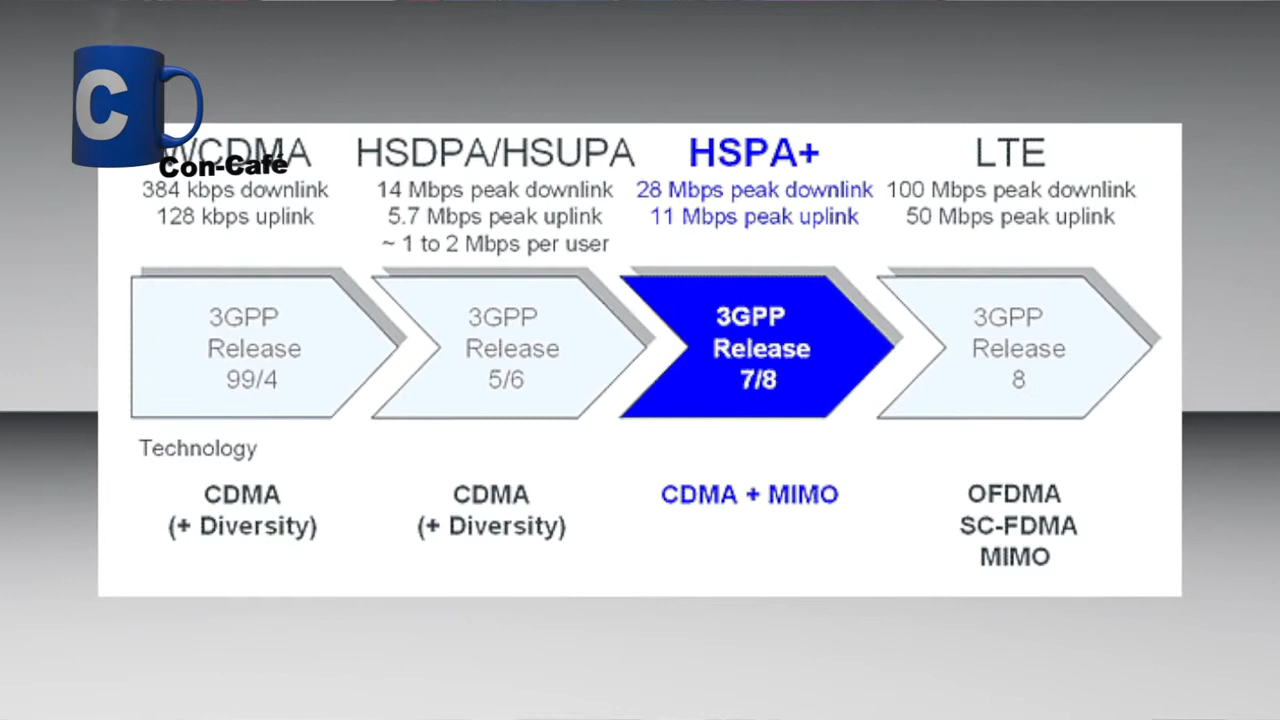 C
Con-Café
WCDMA
384 kbps downlink
128 kbps uplink
HSDPA/HSUPA
14 Mbps peak downlink
5.7 Mbps peak uplink
~ 1 to 2 Mbps per user
HSPA+
28 Mbps peak downlink
11 Mbps peak uplink
LTE
100 Mbps peak downlink
50 Mbps peak uplink
3GPP
Release
99/4
3GPP
Release
5/6
3GPP
Release
7/8
3GPP
Release
8
Technology
CDMA
(+ Diversity)
CDMA
(+ Diversity)
CDMA + MIMO
OFDMA
SC-FDMA
MIMO